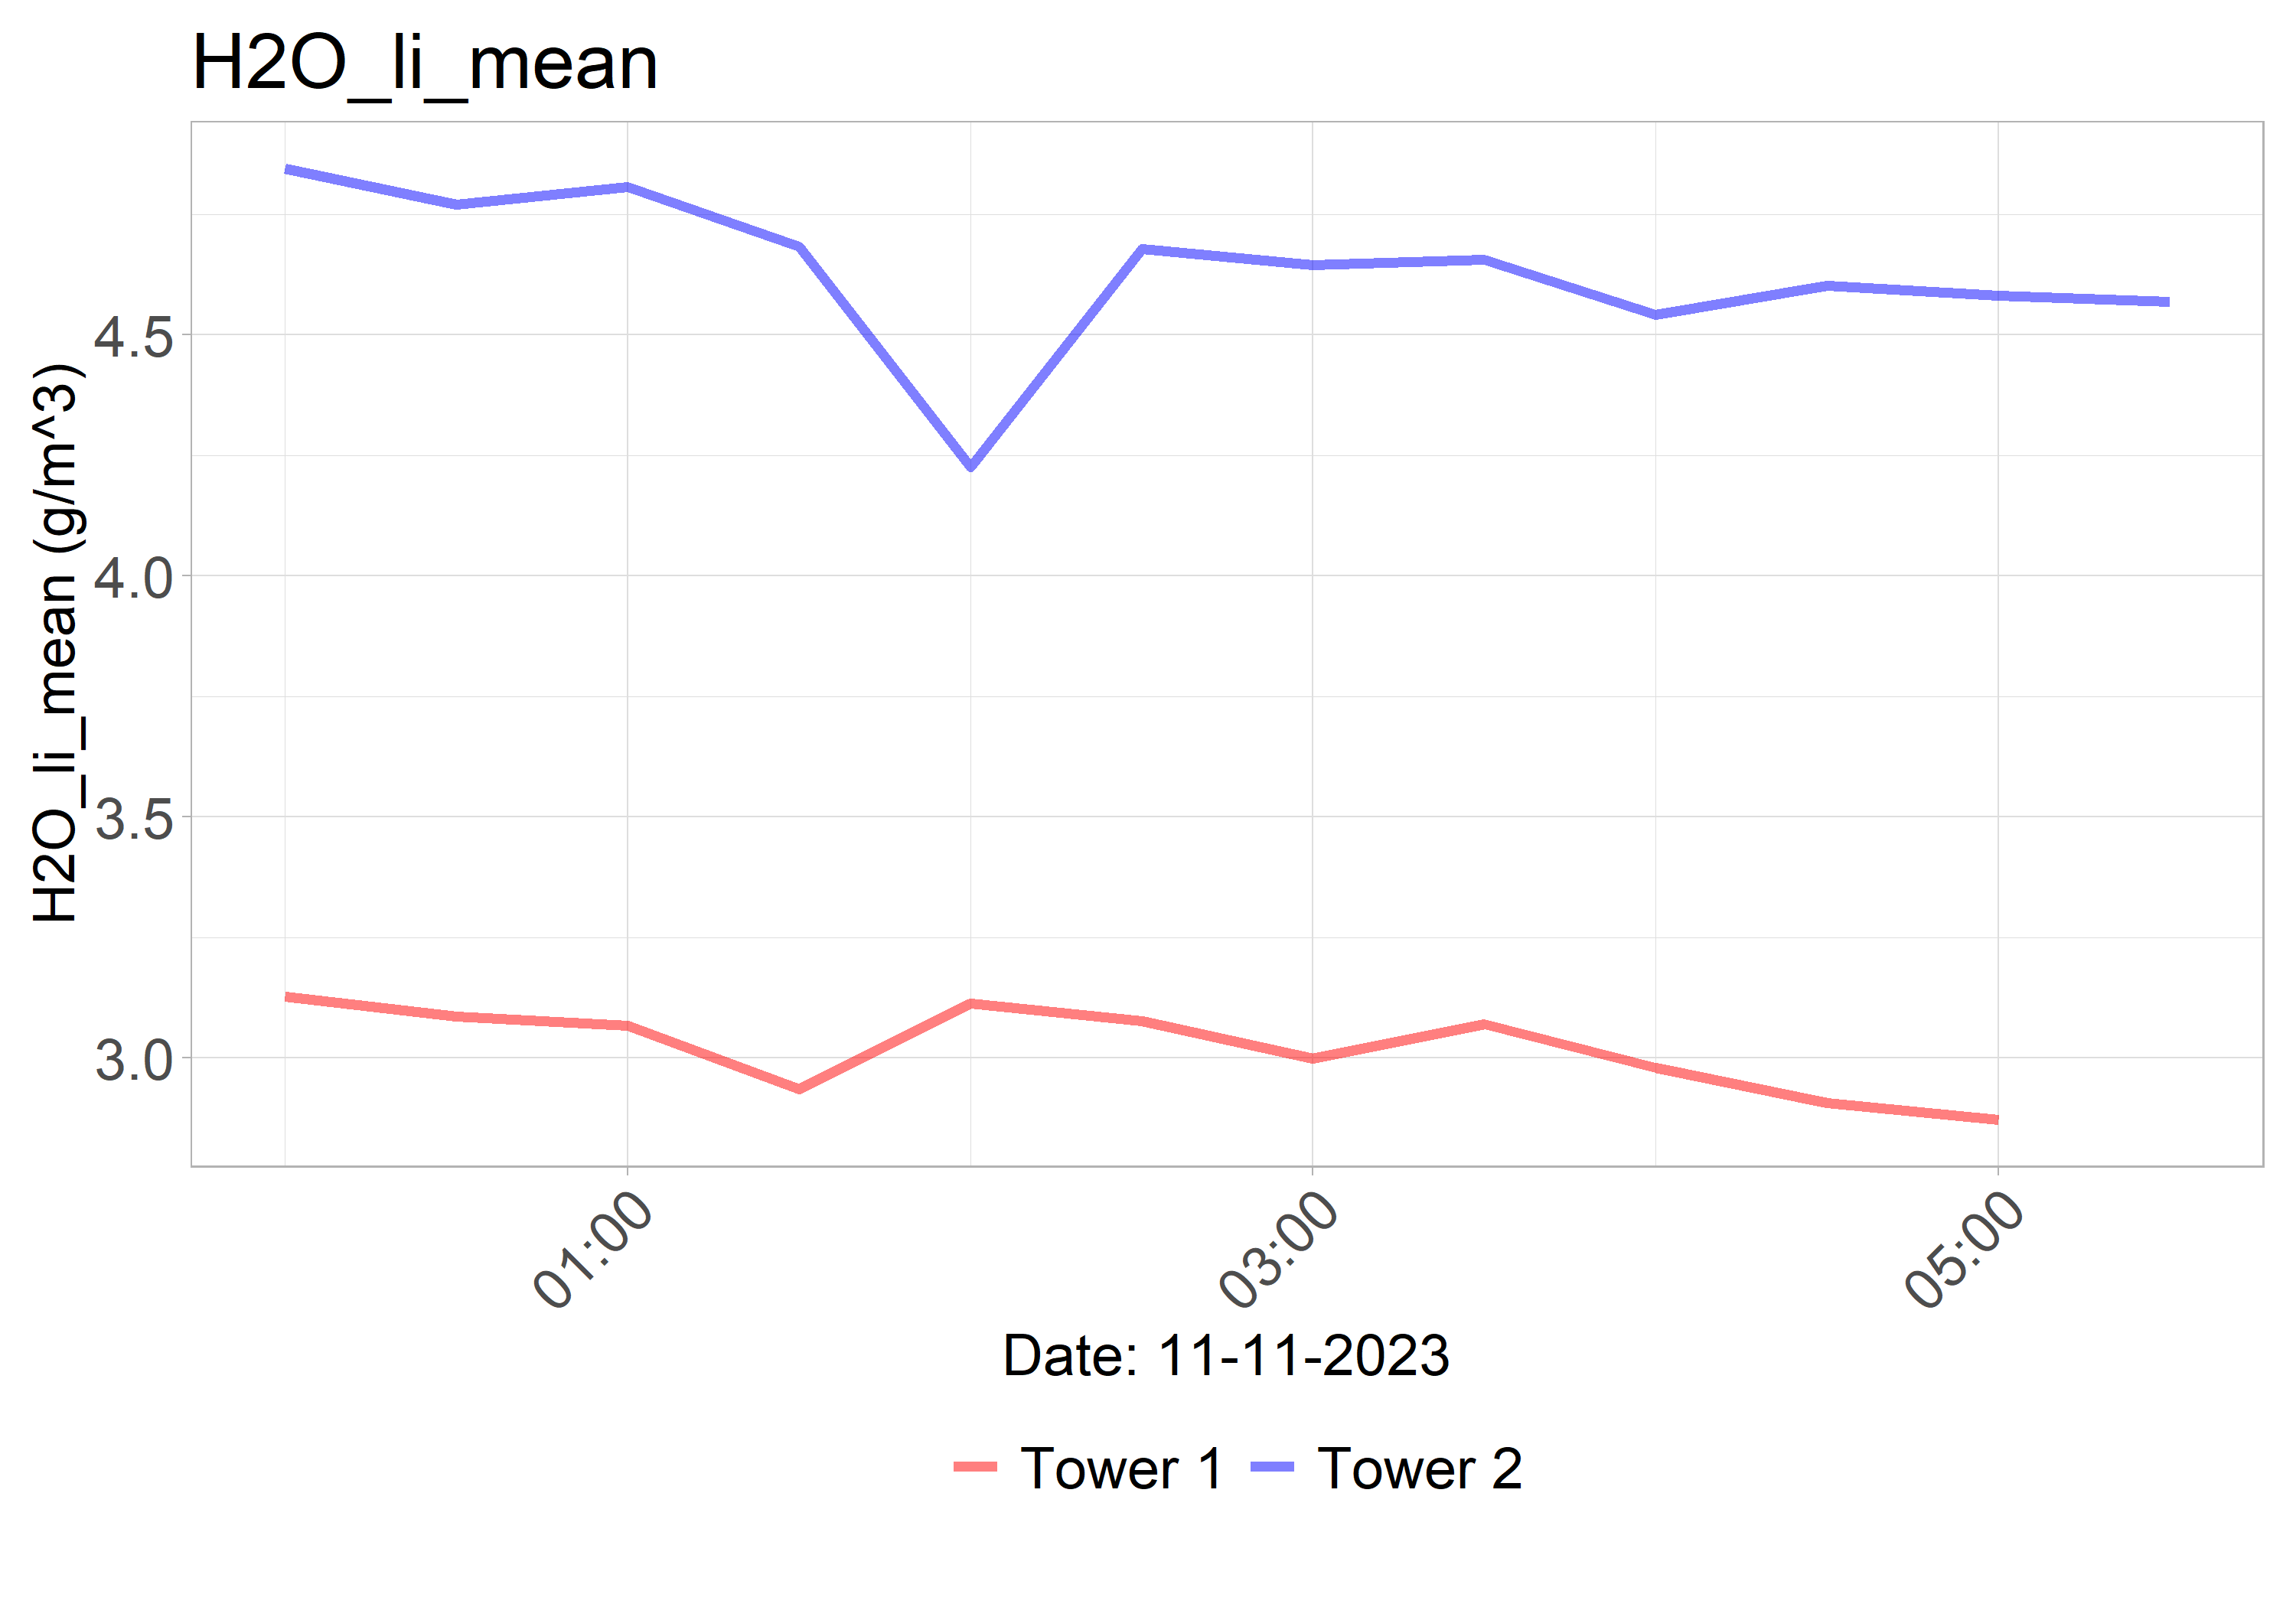 H2O_li_mean
H2O_li_mean (g/m^3)
4.5
4.0
3.5
3.0
01:00
03:00
05:00
Date: 11-11-2023
Tower 1
Tower 2